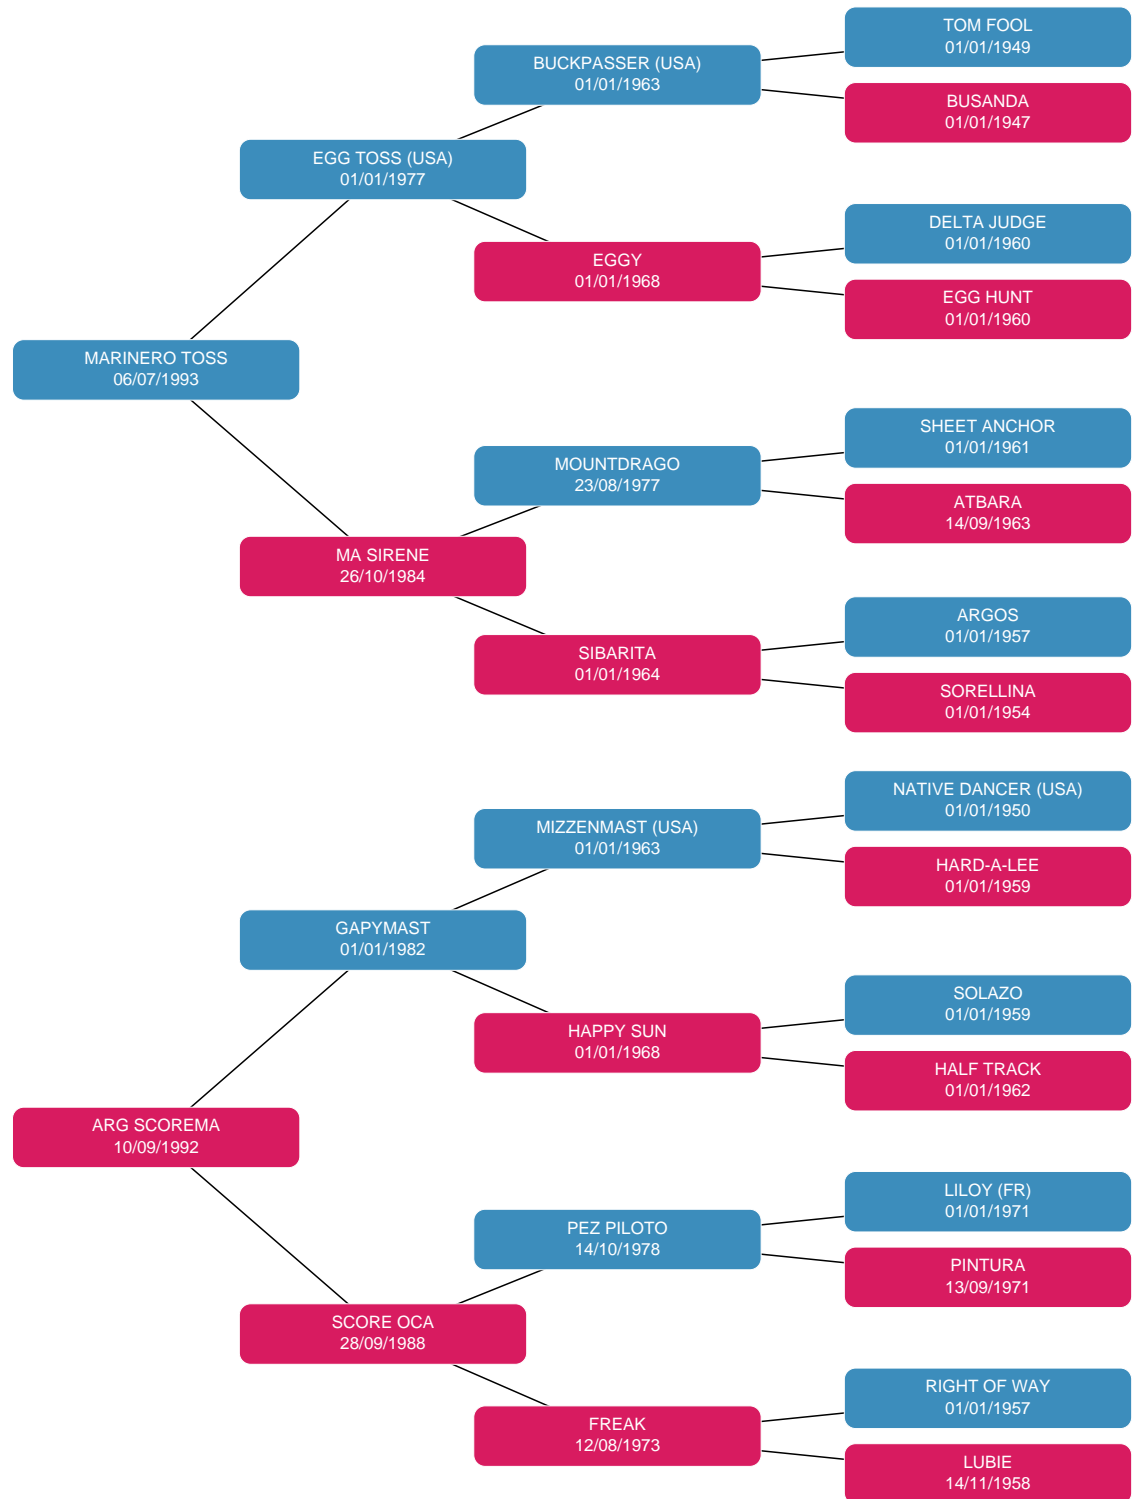 TOM FOOL
01/01/1949
BUCKPASSER (USA)
01/01/1963
BUSANDA
01/01/1947
EGG TOSS (USA)
01/01/1977
DELTA JUDGE
01/01/1960
EGGY
01/01/1968
EGG HUNT
01/01/1960
MARINERO TOSS
06/07/1993
SHEET ANCHOR
01/01/1961
MOUNTDRAGO
23/08/1977
ATBARA
14/09/1963
MA SIRENE
26/10/1984
ARGOS
01/01/1957
SIBARITA
01/01/1964
SORELLINA
01/01/1954
NATIVE DANCER (USA)
01/01/1950
MIZZENMAST (USA)
01/01/1963
HARD-A-LEE
01/01/1959
GAPYMAST
01/01/1982
SOLAZO
01/01/1959
HAPPY SUN
01/01/1968
HALF TRACK
01/01/1962
ARG SCOREMA
10/09/1992
LILOY (FR)
01/01/1971
PEZ PILOTO
14/10/1978
PINTURA
13/09/1971
SCORE OCA
28/09/1988
RIGHT OF WAY
01/01/1957
FREAK
12/08/1973
LUBIE
14/11/1958